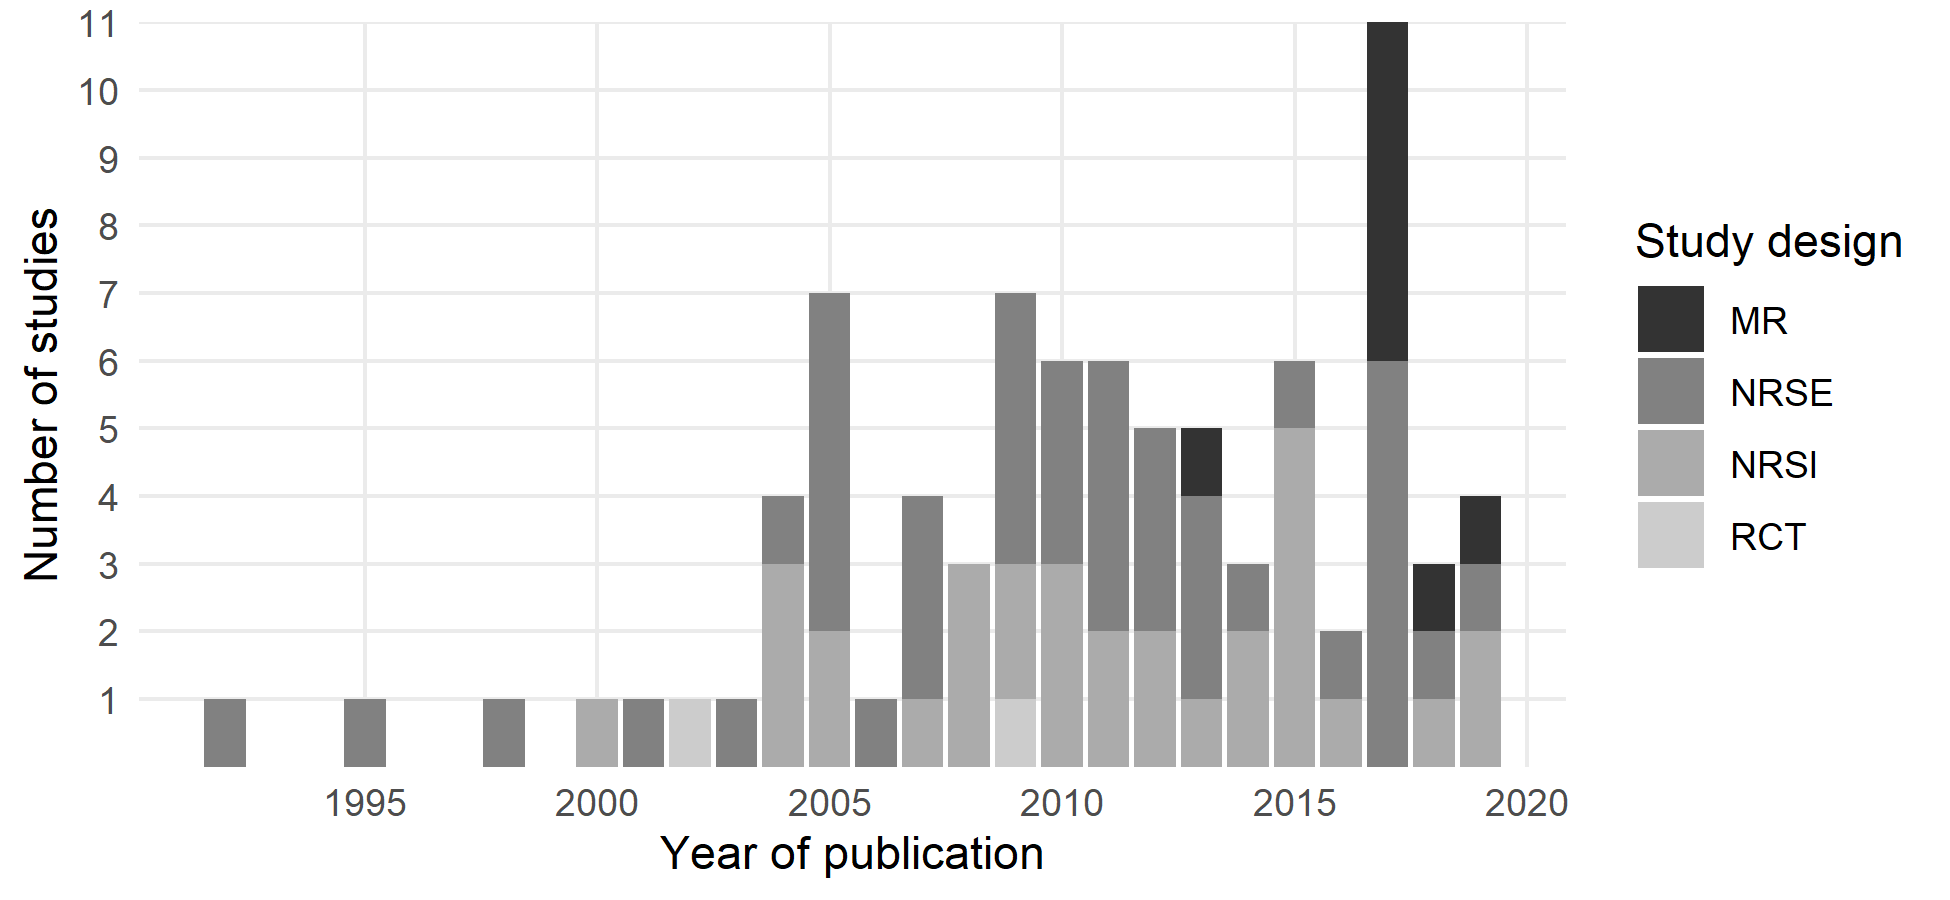 11
10
9
8
7
6
5
4
3
2
1
Number of studies
1995 2000 2005 2010 2015 2020
Year of publication
Study design
MR
NRSE
NRSI
RCT